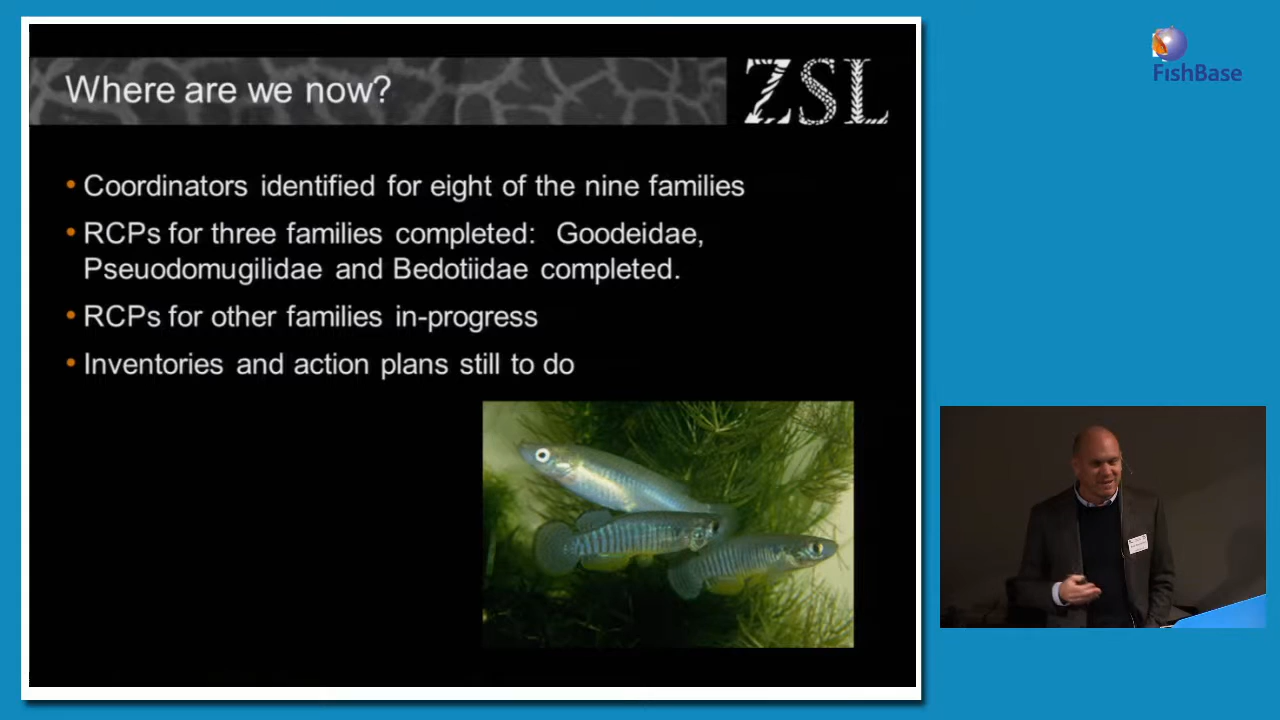 Where are we now?
ZSL
FishBase
• Coordinators identified for eight of the nine families
• RCPs for three families completed: Goodeidae,
Pseudomugilidae and Bedotiidae completed.
• RCPs for other families in-progress
• Inventories and action plans still to do